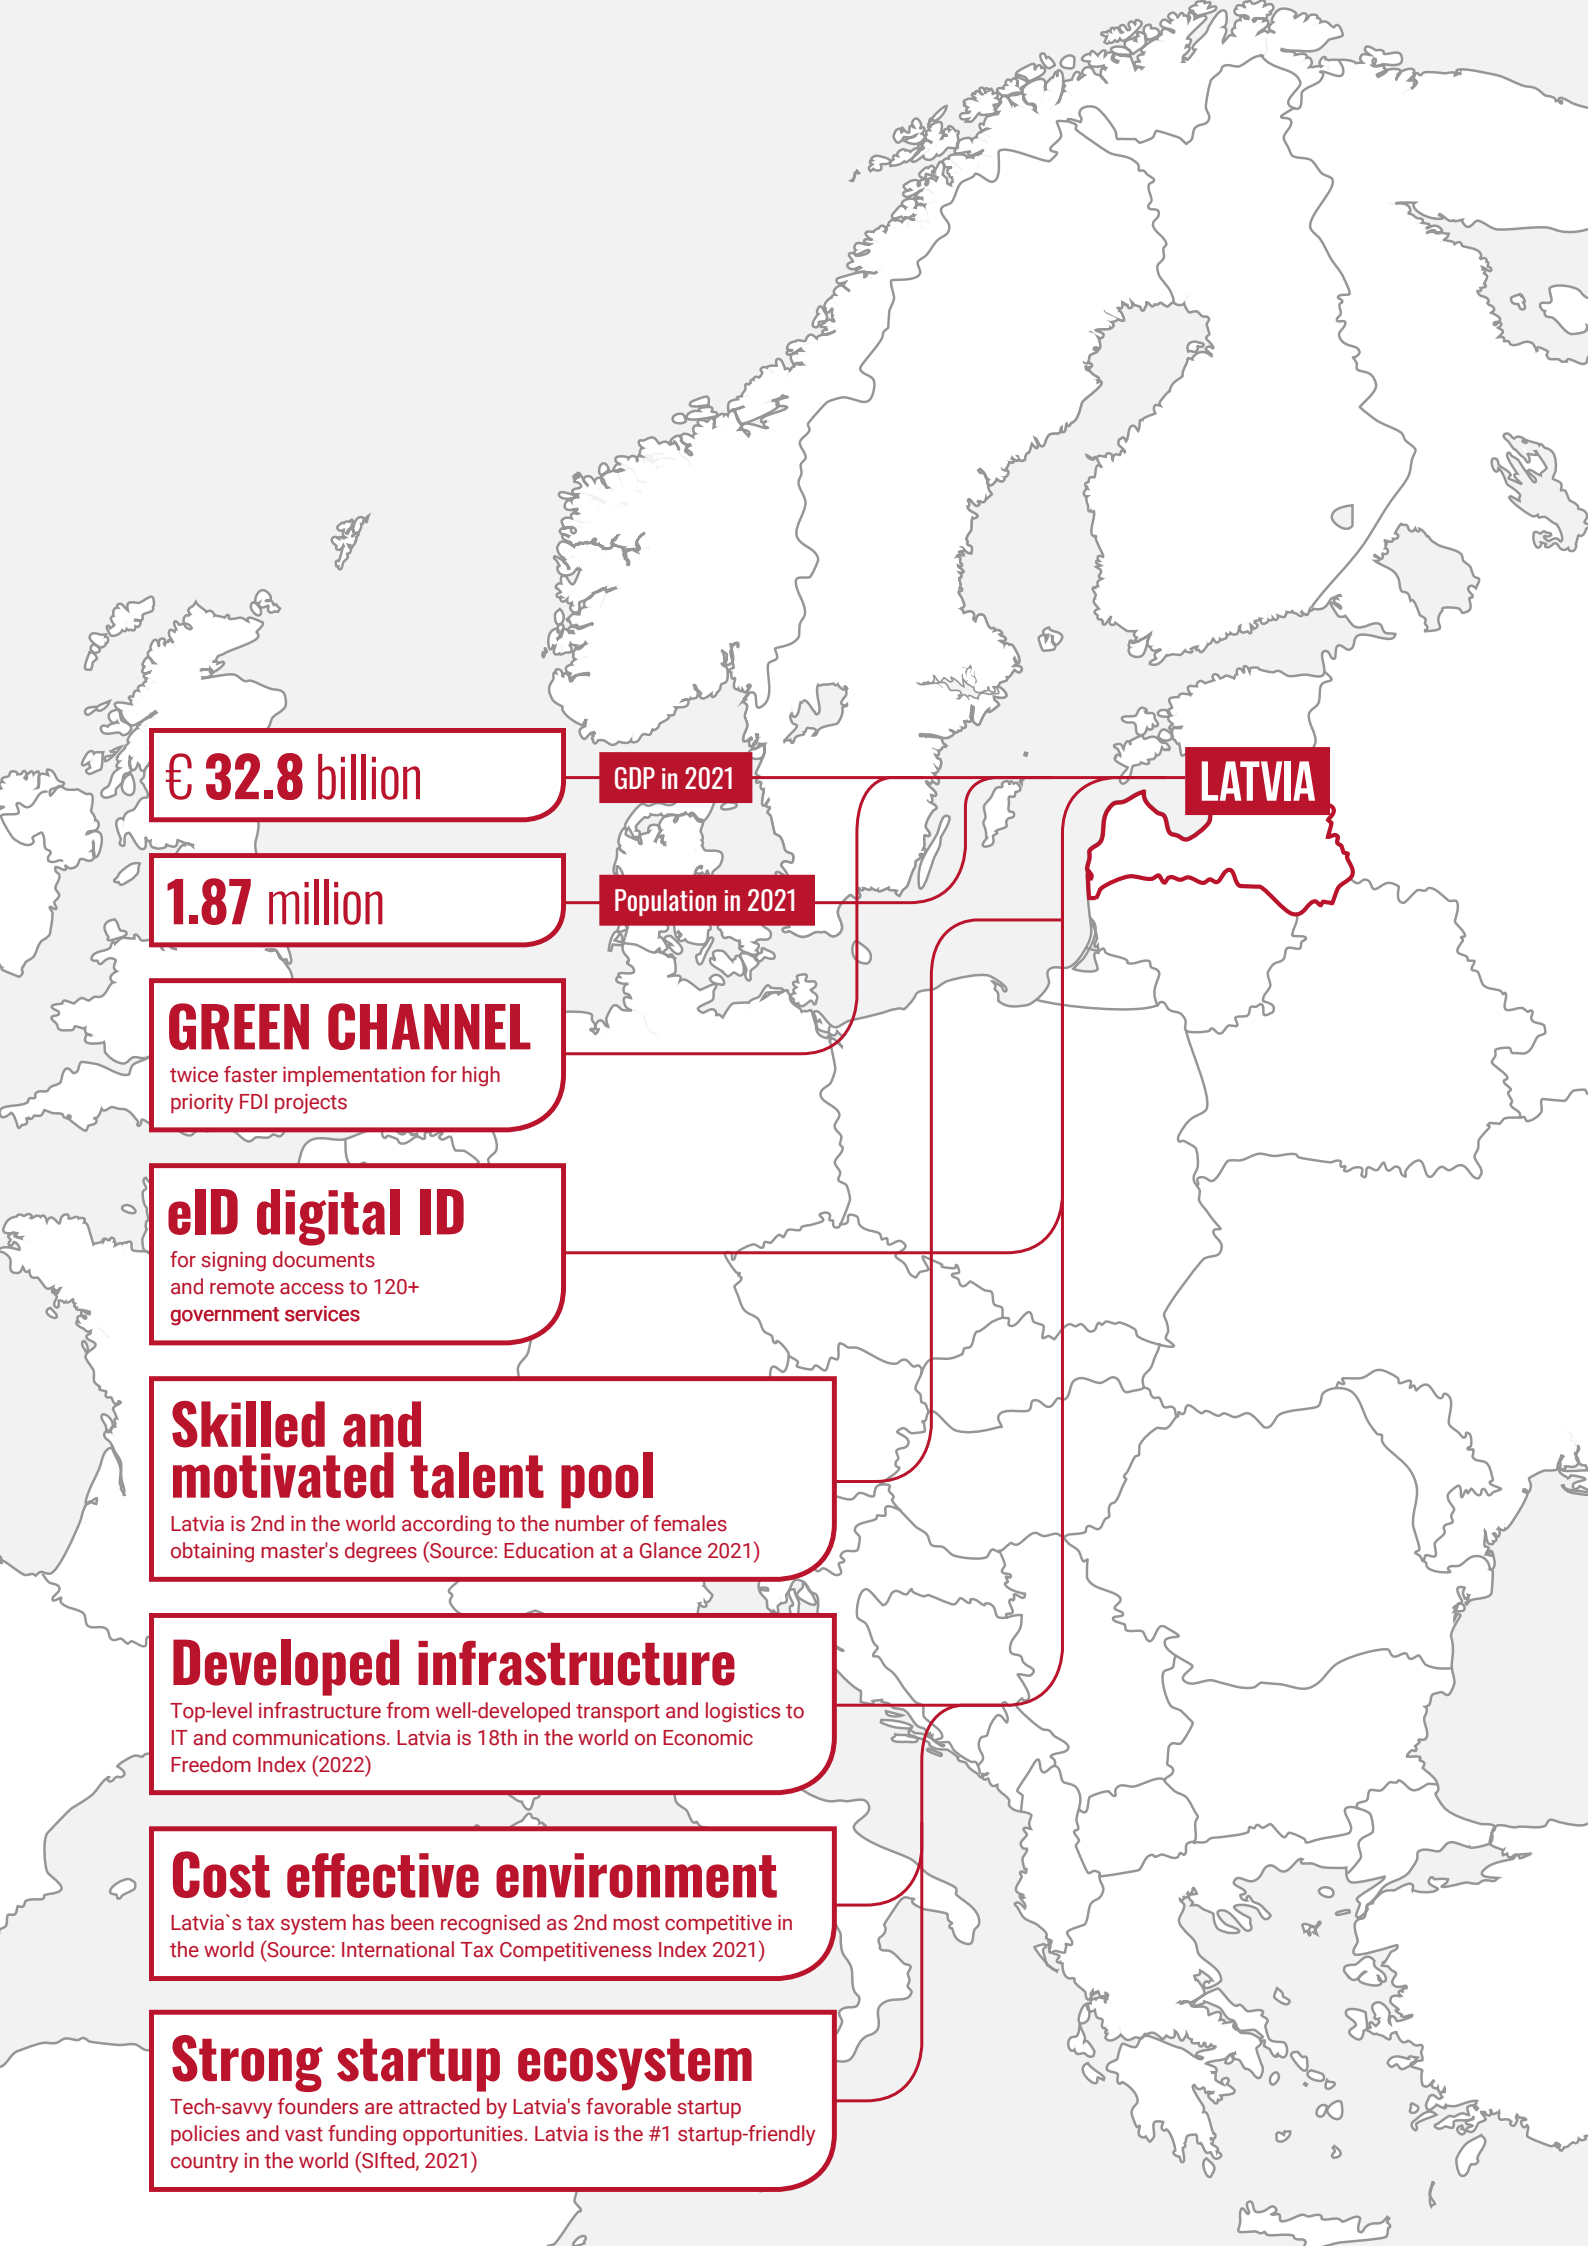 € 32.8 billion
GDP in 2021
LATVIA
1.87 million
Population in 2021
GREEN CHANNEL
twice faster implementation for high
priority FDI projects
eID digital ID
for signing documents
and remote access to 120+
government services
Skilled and
motivated talent pool
Latvia is 2nd in the world according to the number of females
obtaining master's degrees (Source: Education at a Glance 2021)
Developed infrastructure
Top-level infrastructure from well-developed transport and logistics to
IT and communications. Latvia is 18th in the world on Economic
Freedom Index (2022)
Cost effective environment
Latvia`s tax system has been recognised as 2nd most competitive in
the world (Source: International Tax Competitiveness Index 2021)
Strong startup ecosystem
Tech-savvy founders are attracted by Latvia's favorable startup
policies and vast funding opportunities. Latvia is the #1 startup-friendly
country in the world (SIfted, 2021)